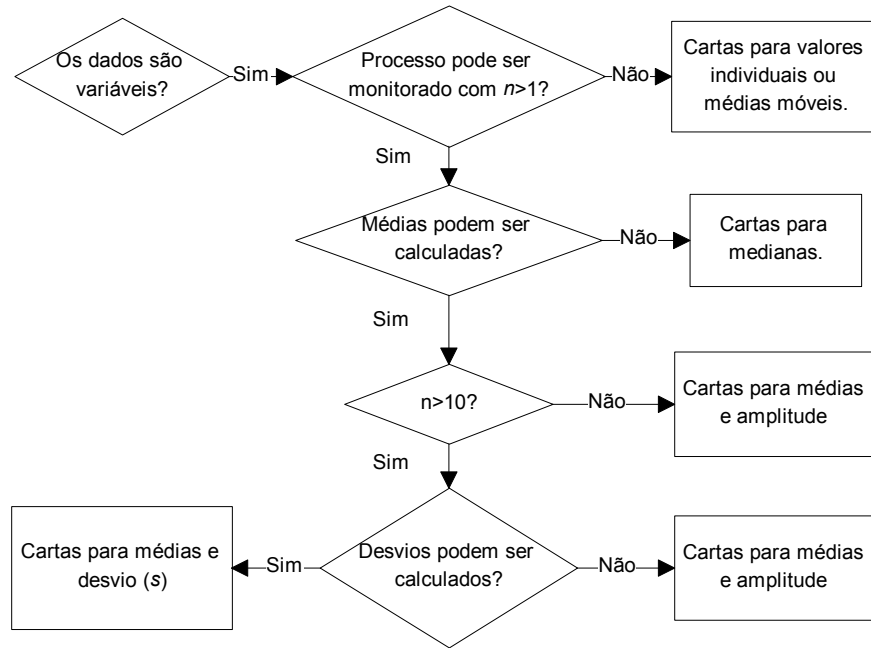 Os dados são
variáveis?
Sim
Processo pode ser
monitorado com n>1?
Não
Cartas para valores
individuais ou
médias móveis.
Sim
Médias podem ser
calculadas?
Não
Cartas para
medianas.
Sim
n>10?
Não
Cartas para médias
e amplitude
Sim
Cartas para médias e
desvio (s)
Sim
Desvios podem ser
calculados?
Não
Cartas para médias
e amplitude